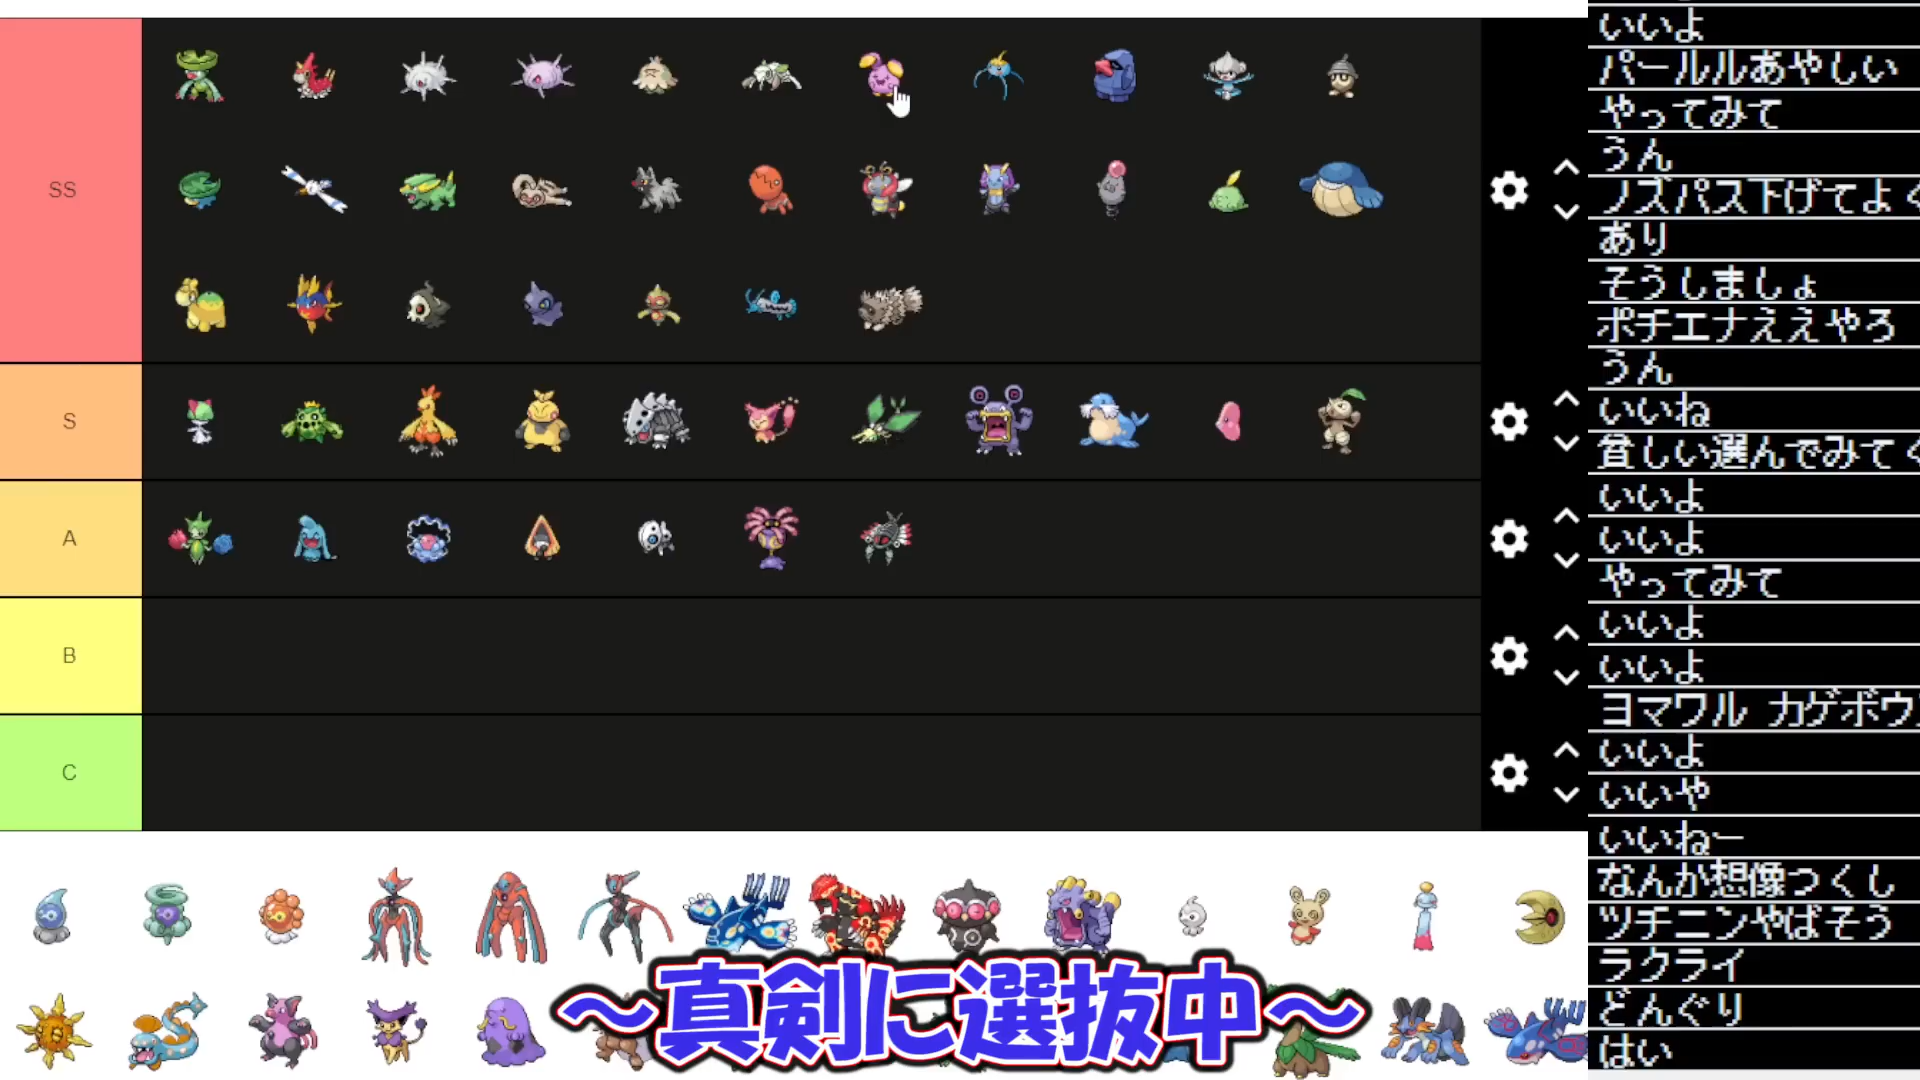 SS
S
A
B
C
いいよ
パールルあやしい
やってみて
うん
ノズパス下げてよく
あり
そうしましょ
ポチエナええやろ
うん
いいね
貧しい選んでみてく
いいよ
いいよ
やってみて
いいよ
いいよ
ヨマワル カゲボウズ
いいよ
いいや
いいねー
なんか想像つくし
ツチニンやばそう
ラクライ
どんぐり
はい
～真剣に選抜中～